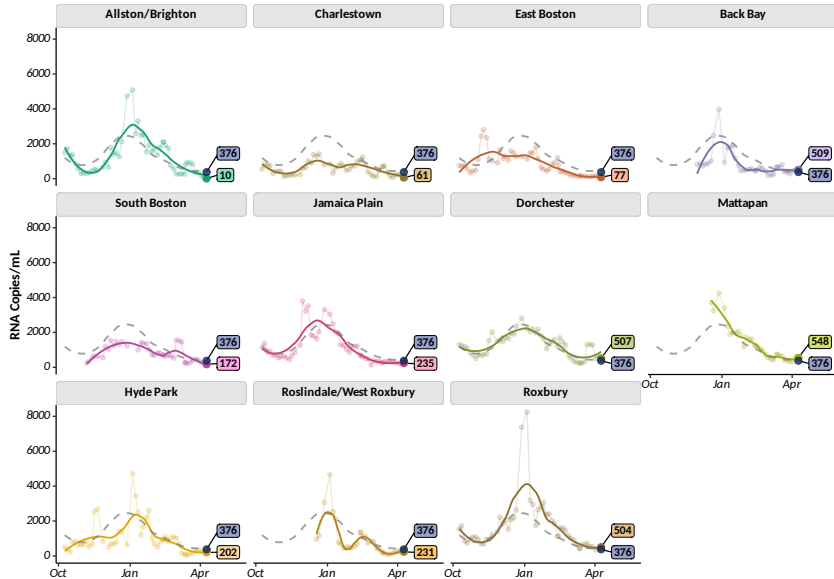 Allston/Brighton
Charlestown
East Boston
Back Bay
8000
6000
4000
2000
0
376
10
376
61
376
77
509
376
South Boston
Jamaica Plain
Dorchester
Mattapan
RNA Copies/mL
8000
6000
4000
2000
0
376
172
376
235
507
376
548
376
Oct Jan Apr
Hyde Park
Roslindale/West Roxbury
Roxbury
8000
6000
4000
2000
0
376
202
376
231
504
376
Oct Jan Apr
Oct Jan Apr
Oct Jan Apr